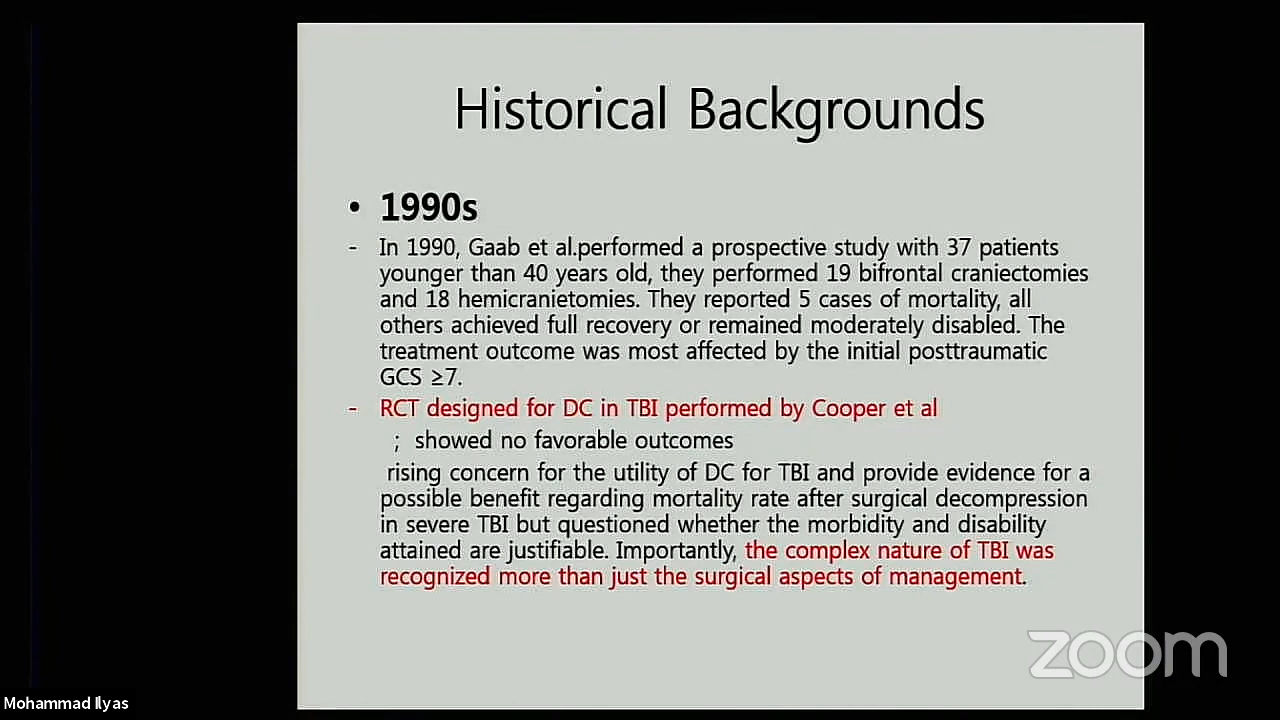 Historical Backgrounds
• 1990s
- In 1990, Gaab et al.performed a prospective study with 37 patients
younger than 40 years old, they performed 19 bifrontal craniectomies
and 18 hemicranietomies. They reported 5 cases of mortality, all
others achieved full recovery or remained moderately disabled. The
treatment outcome was most affected by the initial posttraumatic
GCS ≥7.
- RCT designed for DC in TBI performed by Cooper et al
; showed no favorable outcomes
rising concern for the utility of DC for TBI and provide evidence for a
possible benefit regarding mortality rate after surgical decompression
in severe TBI but questioned whether the morbidity and disability
attained are justifiable. Importantly, the complex nature of TBI was
recognized more than just the surgical aspects of management.
zoom
Mohammad Ilyas